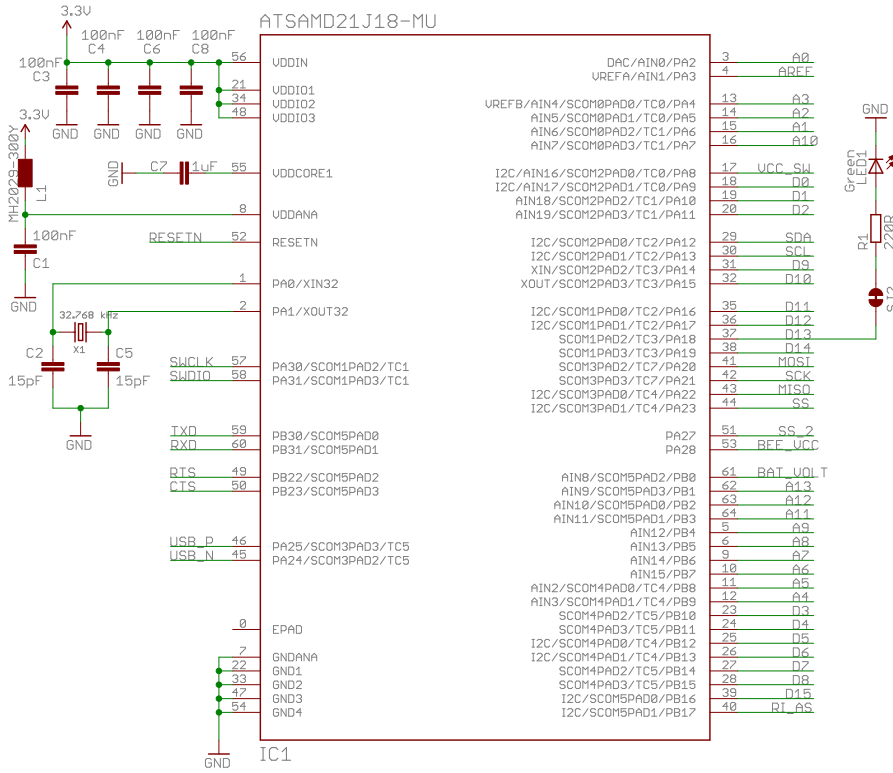 ATSAMD21J18-MU
3.3V
100nF
C3
100nF
C4
100nF
C6
100nF
C8
GND
GND
GND
GND
3.3V
MH2029-300Y
L1
100nF
C1
GND
GND
C7
1uF
RESETN
32.768 kHz
X1
C2
15pF
C5
15pF
GND
SWCLK
SWDIO
TXD
RXD
RTS
CTS
USB_P
USB_N
GND
56 VDDIN
21 VDDIO1
34 VDDIO2
48 VDDIO3
55 VDDCORE1
8 VDDANA
52 RESETN
1 PA0/XIN32
2 PA1/XOUT32
57 PA30/SCOM1PAD2/TC1
58 PA31/SCOM1PAD3/TC1
59 PB30/SCOM5PAD0
60 PB31/SCOM5PAD1
49 PB22/SCOM5PAD2
50 PB23/SCOM5PAD3
46 PA25/SCOM3PAD3/TC5
45 PA24/SCOM3PAD2/TC5
0 EPAD
7 GNDANA
22 GND1
33 GND2
47 GND3
54 GND4
DAC/AIN0/PA2 3 A0
VREFA/AIN1/PA3 4 AREF
VREFB/AIN4/SCOM0PAD0/TC0/PA4 13 A3
AIN5/SCOM0PAD1/TC0/PA5 14 A2
AIN6/SCOM0PAD2/TC1/PA6 15 A1
AIN7/SCOM0PAD3/TC1/PA7 16 A10
I2C/AIN16/SCOM2PAD0/TC0/PA8 17 VCC_SW
I2C/AIN17/SCOM2PAD1/TC0/PA9 18 D0
AIN18/SCOM2PAD2/TC1/PA10 19 D1
AIN19/SCOM2PAD3/TC1/PA11 20 D2
I2C/SCOM2PAD0/TC2/PA12 29 SDA
I2C/SCOM2PAD1/TC2/PA13 30 SCL
XIN/SCOM2PAD2/TC3/PA14 31 D9
XOUT/SCOM2PAD3/TC3/PA15 32 D10
I2C/SCOM1PAD0/TC2/PA16 35 D11
I2C/SCOM1PAD1/TC2/PA17 36 D12
SCOM1PAD2/TC3/PA18 37 D13
SCOM1PAD3/TC3/PA19 38 D14
SCOM3PAD2/TC7/PA20 41 MOSI
SCOM3PAD3/TC7/PA21 42 SCK
I2C/SCOM3PAD0/TC4/PA22 43 MISO
I2C/SCOM3PAD1/TC4/PA23 44 SS
PA27 51 SS_2
PA28 53 BEE_VCC
AIN8/SCOM5PAD2/PB0 61 BAT_VOLT
AIN9/SCOM5PAD3/PB1 62 A13
AIN10/SCOM5PAD0/PB2 63 A12
AIN11/SCOM5PAD1/PB3 64 A11
AIN12/PB4 5 A9
AIN13/PB5 6 A8
AIN14/PB6 9 A7
AIN15/PB7 10 A6
AIN2/SCOM4PAD0/TC4/PB8 11 A5
AIN3/SCOM4PAD1/TC4/PB9 12 A4
SCOM4PAD2/TC5/PB10 23 D3
SCOM4PAD3/TC5/PB11 24 D4
I2C/SCOM4PAD0/TC4/PB12 25 D5
I2C/SCOM4PAD1/TC4/PB13 26 D6
SCOM4PAD2/TC5/PB14 27 D7
SCOM4PAD3/TC5/PB15 28 D8
I2C/SCOM5PAD0/PB16 39 D15
I2C/SCOM5PAD1/PB17 40 RI_AS
GND
Green
LED1
R1
220R
SJ2
IC1